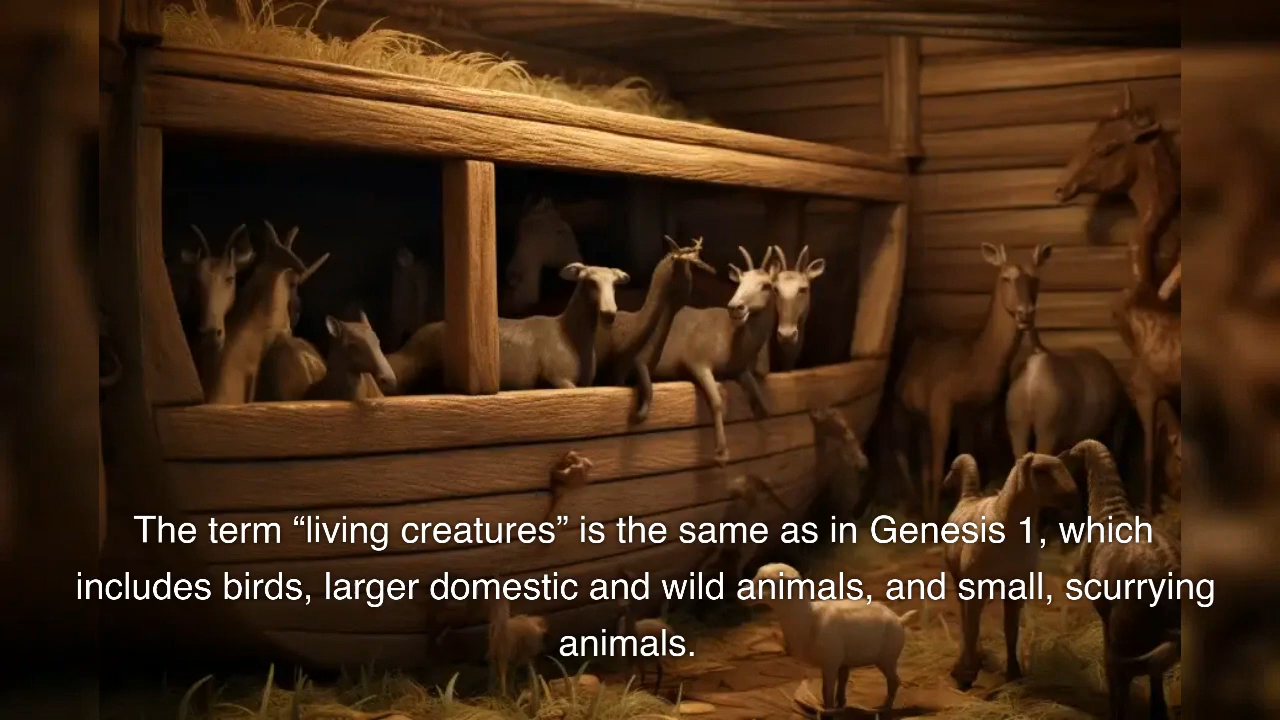 The term “living creatures” is the same as in Genesis 1, which
includes birds, larger domestic and wild animals, and small, scurrying
animals.